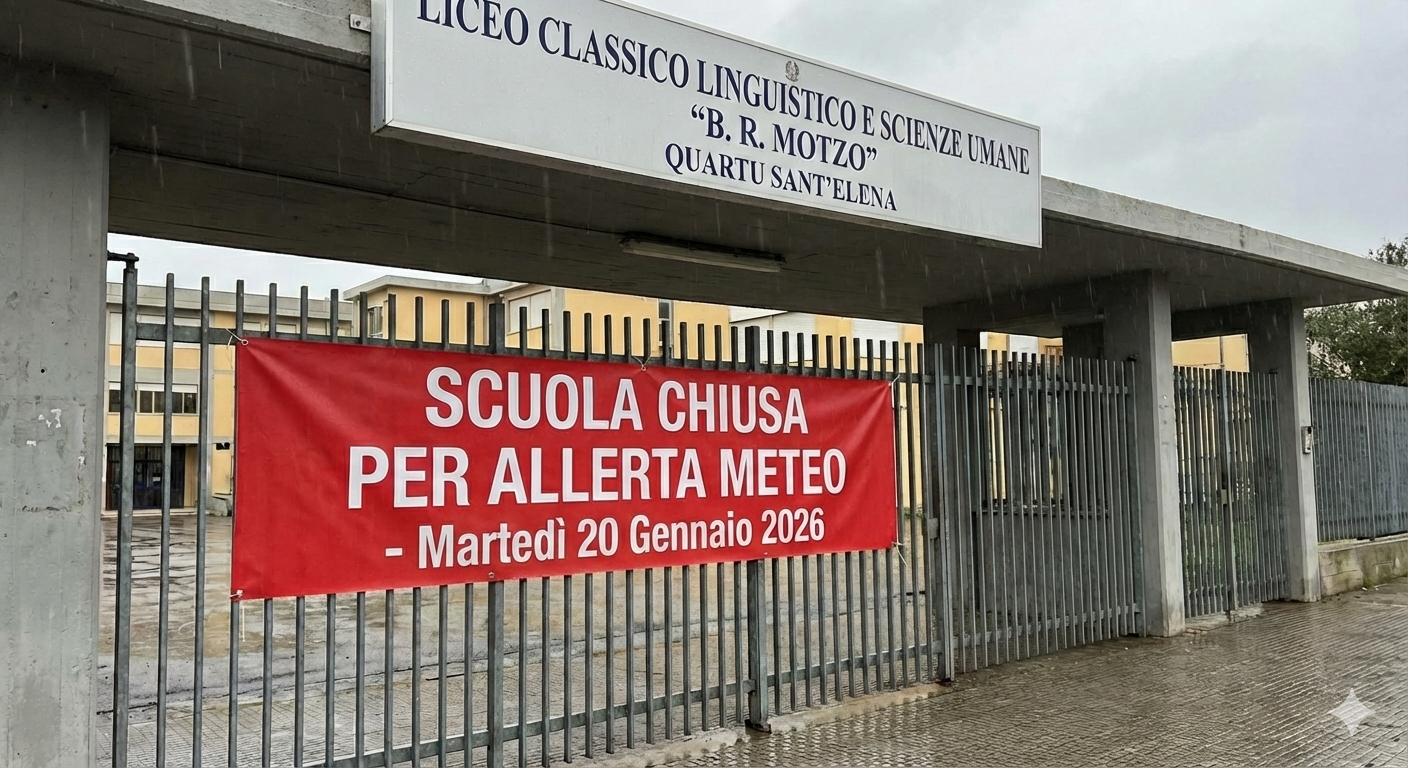 LICEO CLASSICO LINGUISTICO E SCIENZE UMANE
“B. R. MOTZO”
QUARTU SANT’ELENA
SCUOLA CHIUSA
PER ALLERTA METEO
- Martedì 20 Gennaio 2026